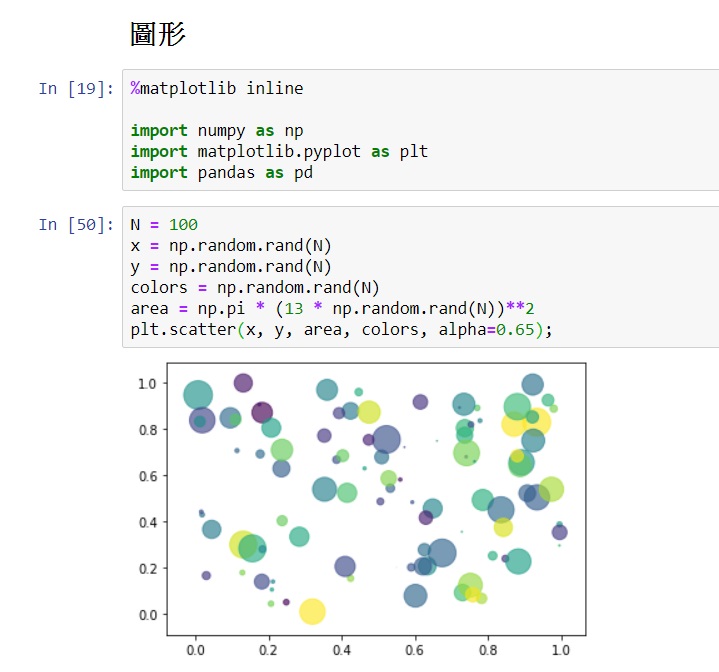 圖形
In [19]: %matplotlib inline
import numpy as np
import matplotlib.pyplot as plt
import pandas as pd
In [50]: N = 100
x = np.random.rand(N)
y = np.random.rand(N)
colors = np.random.rand(N)
area = np.pi * (13 * np.random.rand(N))**2
plt.scatter(x, y, area, colors, alpha=0.65);
1.0
0.8
0.6
0.4
0.2
0.0
0.0 0.2 0.4 0.6 0.8 1.0